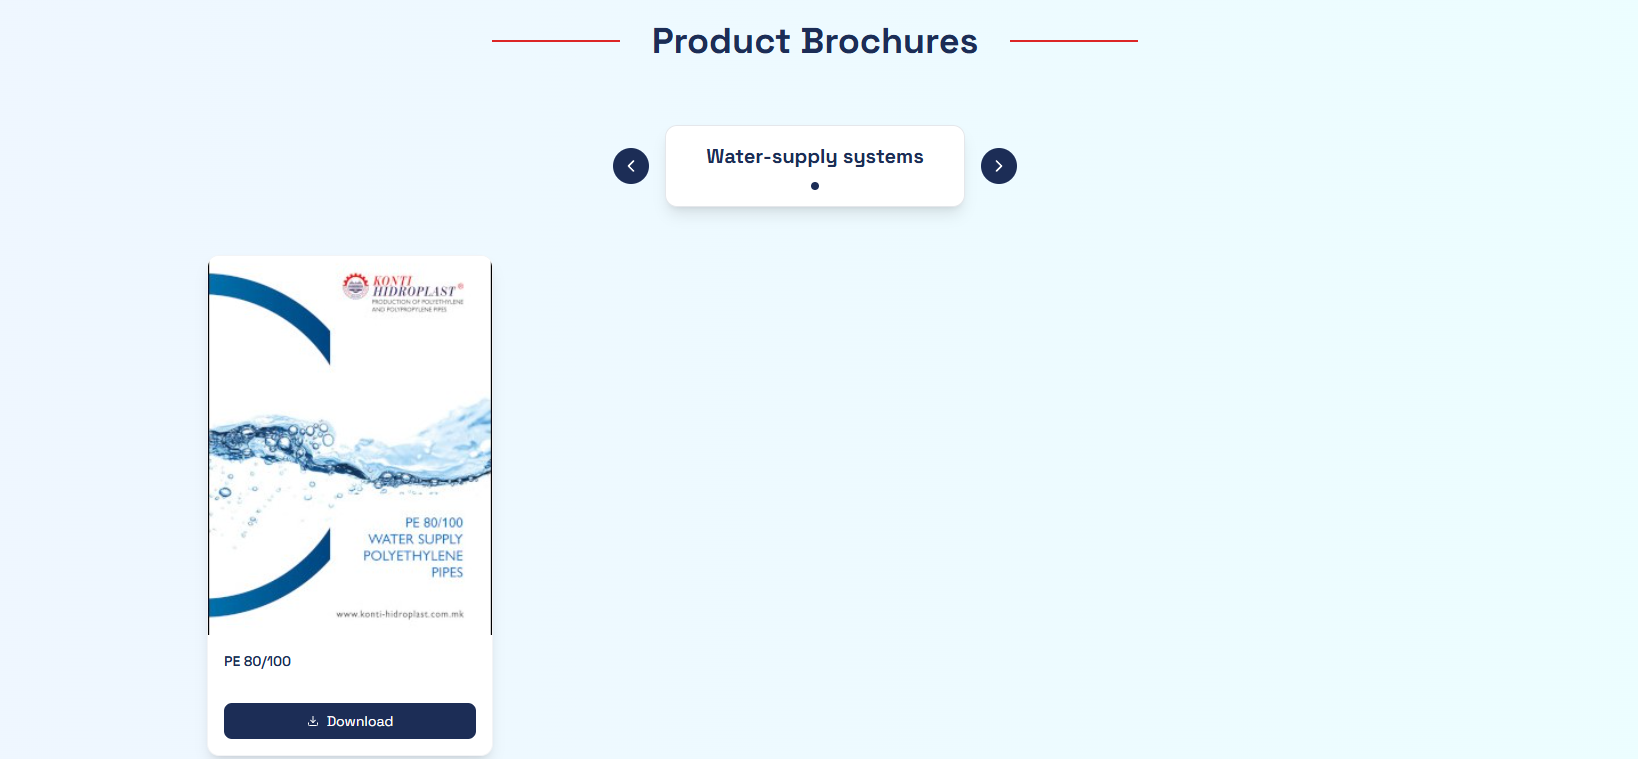 Product Brochures
Water-supply systems
KONTI
HIDROPLAST®
PRODUCTION OF POLYETHYLENE
AND POLYPROPYLENE PIPES
PE 80/100
WATER SUPPLY
POLYETHYLENE
PIPES
www.konti-hidroplast.com.mk
PE 80/100
Download